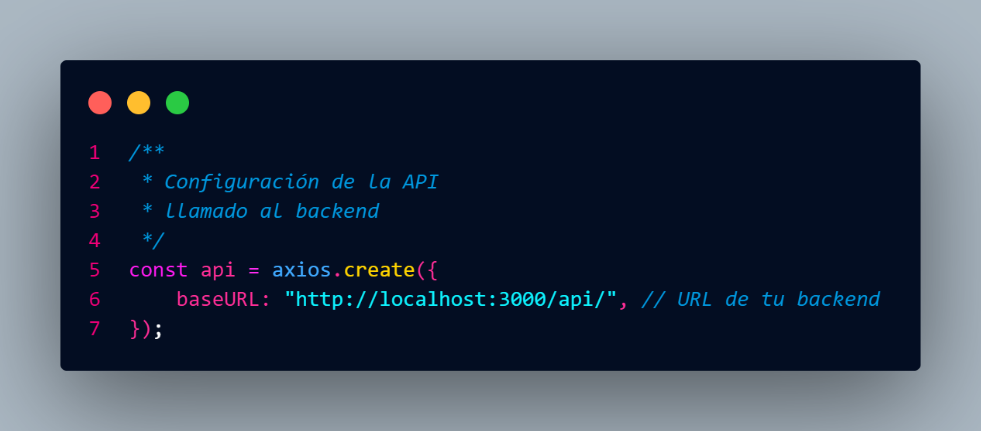 1 /**
2  * Configuración de la API
3  * llamado al backend
4  */
5 const api = axios.create({
6     baseURL: "http://localhost:3000/api/", // URL de tu backend
7 });